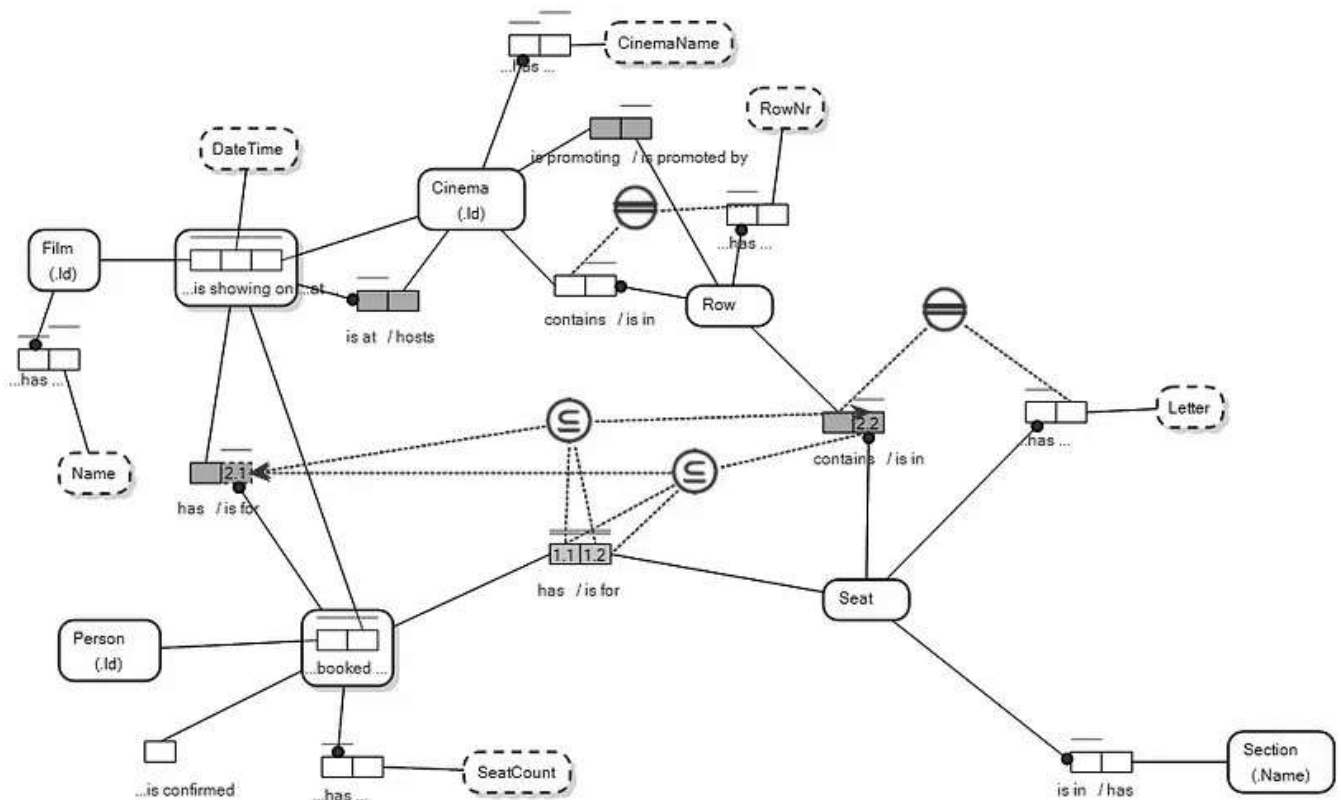 CinemaName
...has ...
RowNr
is promoting / is promoted by
DateTime
Cinema
(.Id)
...has ...
Film
(.Id)
...is showing on ...at ...
contains / is in
Row
is at / hosts
...has ...
Name
2.2
contains / is in
...has ...
Letter
2.1
has / is for
1.1 1.2
has / is for
Seat
Person
(.Id)
...booked ...
...is confirmed
...has ...
SeatCount
is in / has
Section
(.Name)